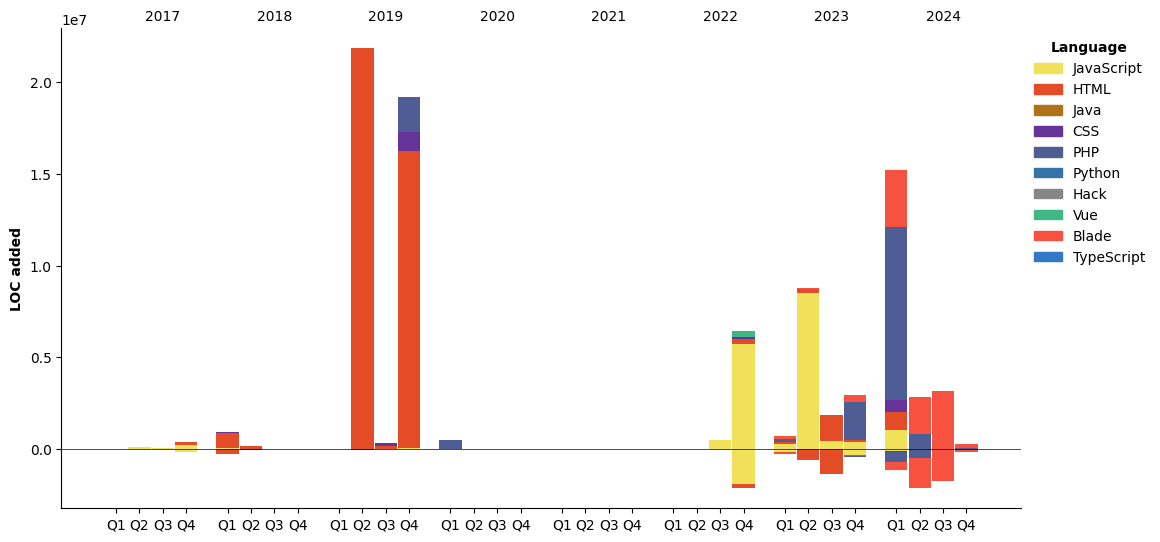 2017 2018 2019 2020 2021 2022 2023 2024
1e7
2.0
1.5
1.0
0.5
0.0
LOC added
Q1 Q2 Q3 Q4 Q1 Q2 Q3 Q4 Q1 Q2 Q3 Q4 Q1 Q2 Q3 Q4 Q1 Q2 Q3 Q4 Q1 Q2 Q3 Q4 Q1 Q2 Q3 Q4 Q1 Q2 Q3 Q4
Language
JavaScript
HTML
Java
CSS
PHP
Python
Hack
Vue
Blade
TypeScript